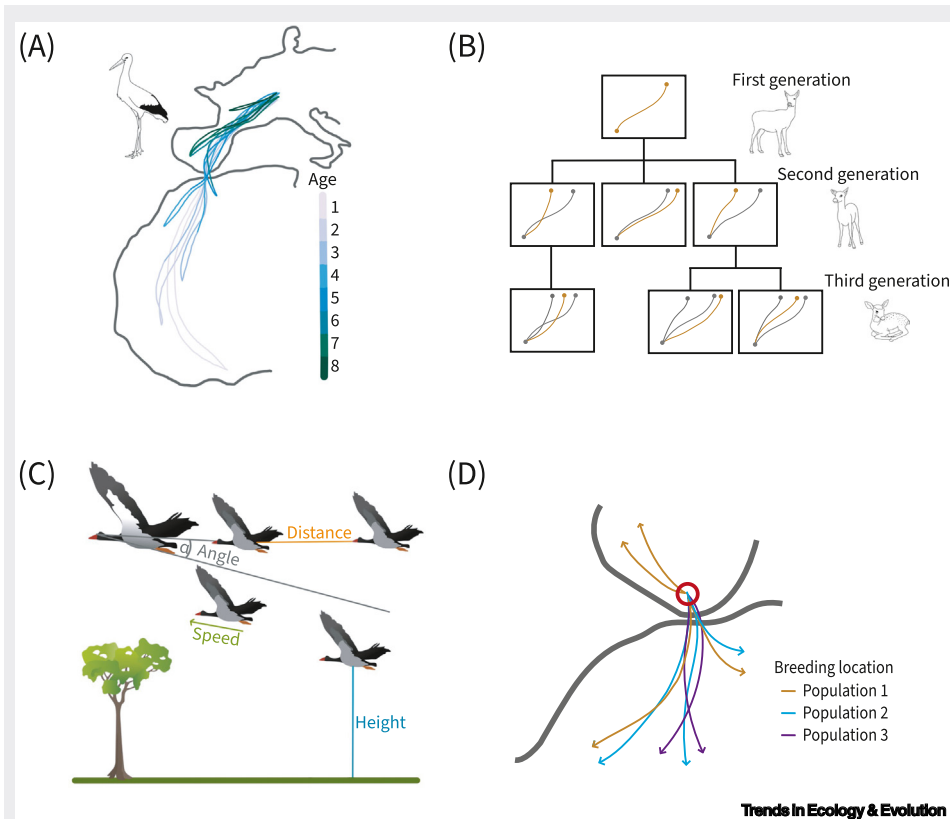 (A)
Age
1
2
3
4
5
6
7
8
(B)
First generation
Second generation
Third generation
(C)
Distance
α) Angle
Speed
Height
(D)
Breeding location
Population 1
Population 2
Population 3
Trends in Ecology & Evolution